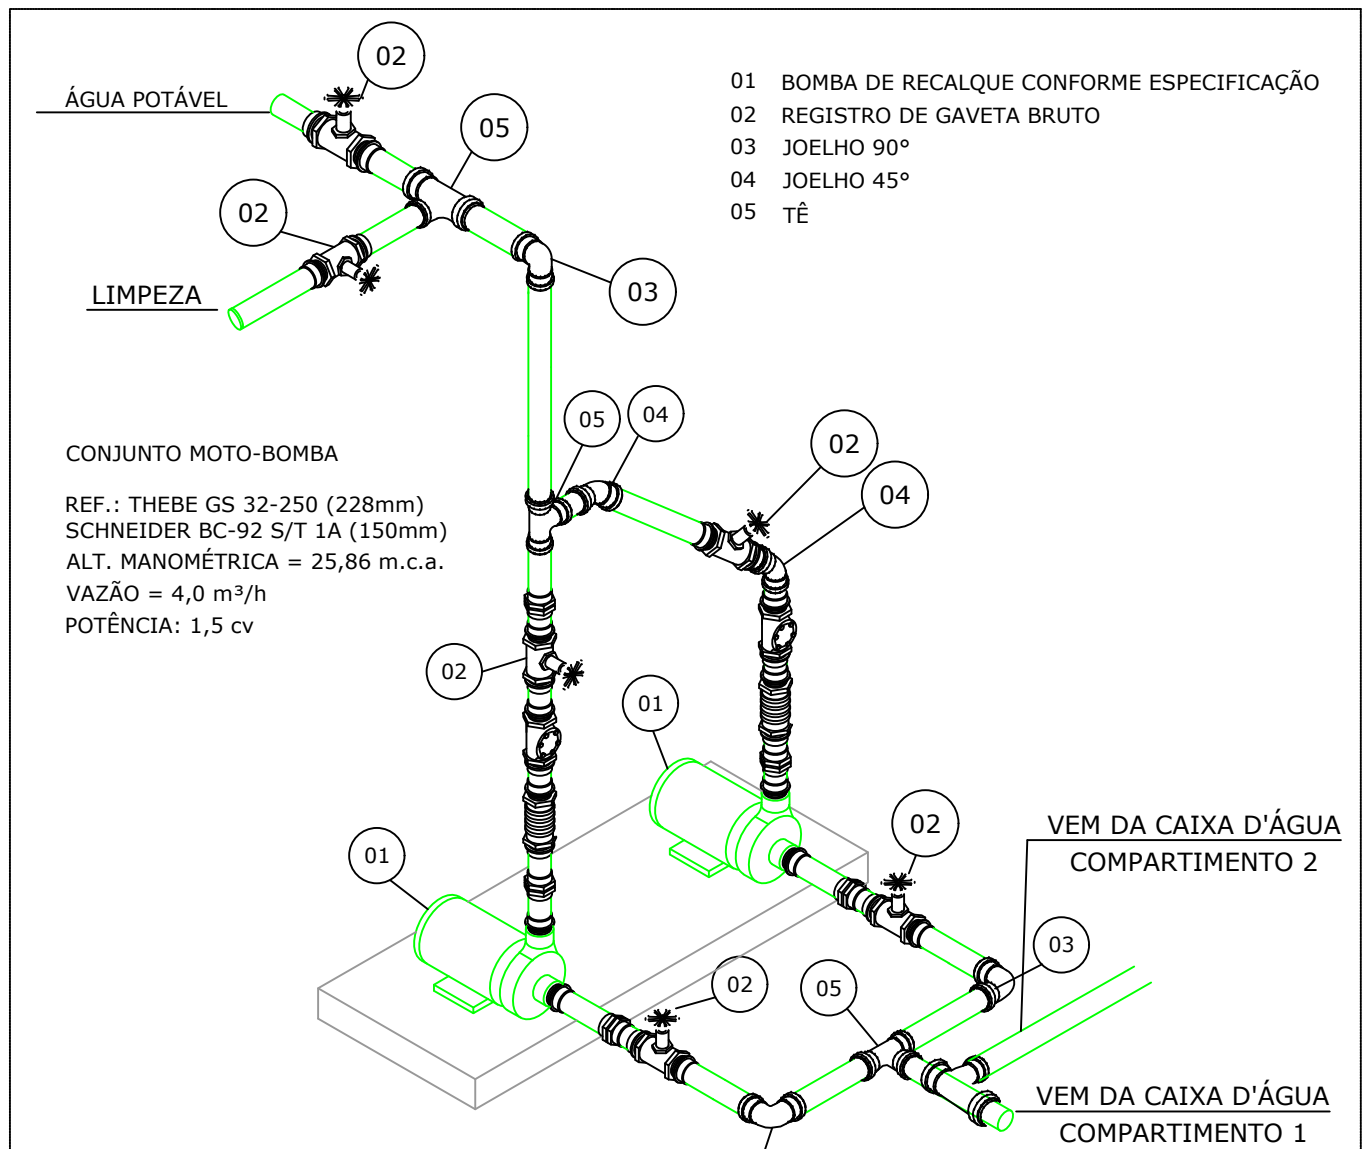 02
ÁGUA POTÁVEL
05
02
LIMPEZA
03
01 BOMBA DE RECALQUE CONFORME ESPECIFICAÇÃO
02 REGISTRO DE GAVETA BRUTO
03 JOELHO 90°
04 JOELHO 45°
05 TÊ
05
04
02
04
CONJUNTO MOTO-BOMBA
REF.: THEBE GS 32-250 (228mm)
SCHNEIDER BC-92 S/T 1A (150mm)
ALT. MANOMÉTRICA = 25,86 m.c.a.
VAZÃO = 4,0 m³/h
POTÊNCIA: 1,5 cv
02
01
01
02
VEM DA CAIXA D'ÁGUA
COMPARTIMENTO 2
03
02
05
VEM DA CAIXA D'ÁGUA
COMPARTIMENTO 1